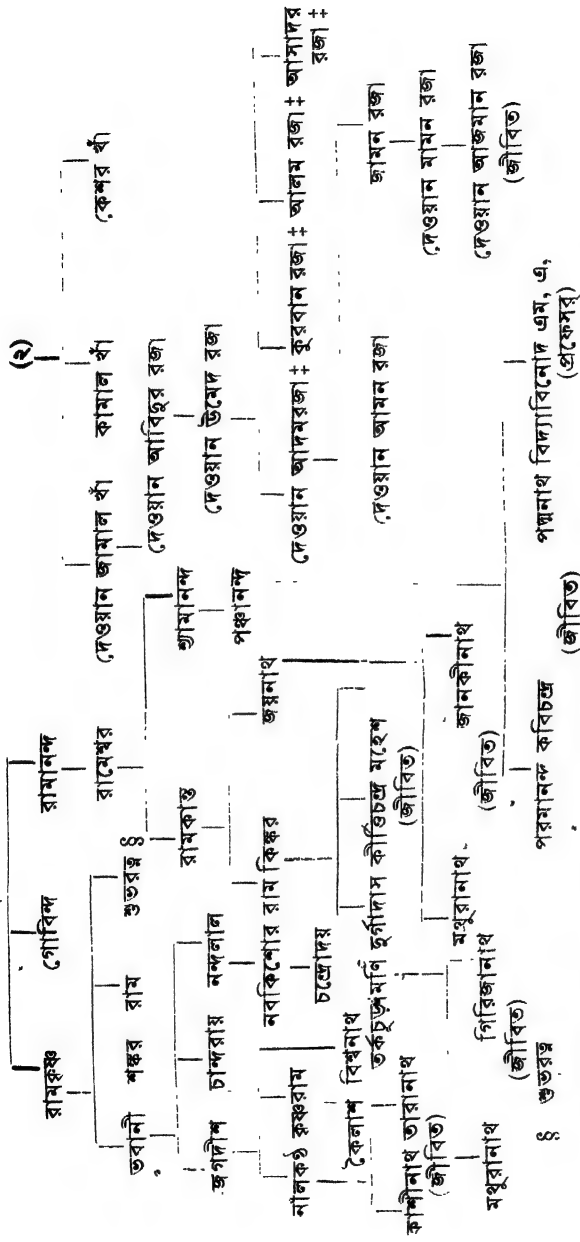 (২)
রামকৃষ্ণ গোবিন্দ রামানন্দ দেওয়ান জামাল খাঁ কামাল খাঁ কেশর খাঁ
ভবানী শঙ্কর রাম শুভরত্ন § রামেশ্বর দেওয়ান আবিদুর রজা
জগদীশ চান্দরায় নন্দলাল রামকান্ত শ্যামানন্দ দেওয়ান উমেদ রজা
নীলকণ্ঠ কৃষ্ণরাম নবকিশোর রাম কিঙ্কর জয়নাথ পঞ্চানন্দ দেওয়ান আদমরজা ‡ কুরবান রজা ‡ আলম রজা ‡ আসাদর রজা ‡
কৈলাশ বিশ্বনাথ চন্দ্রোদয়
কাশীনাথ তারানাথ তর্কচূড়ামণি দুর্গাদাস কীর্ত্তিচন্দ্র মহেশ দেওয়ান আমন রজা জামন রজা
(জীবিত) (জীবিত)
মথুরানাথ গিরিজানাথ মথুরানাথ জানকীনাথ দেওয়ান মামন রজা
(জীবিত) (জীবিত)
§ শুভরত্ন পরমানন্দ কবিচন্দ্র পদ্মনাথ বিদ্যাবিনোদ এম, এ, দেওয়ান আজমান রজা
(জীবিত) (প্রফেসর) (জীবিত)